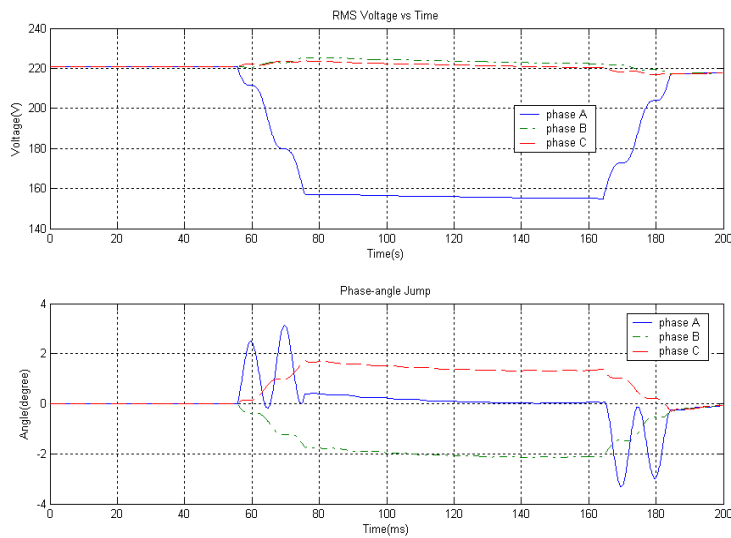 RMS Voltage vs Time
240
220
200
180
160
140
Voltage(V)
phase A
phase B
phase C
0 20 40 60 80 100 120 140 160 180 200
Time(s)
Phase-angle Jump
4
2
0
-2
-4
Angle(degree)
phase A
phase B
phase C
0 20 40 60 80 100 120 140 160 180 200
Time(ms)